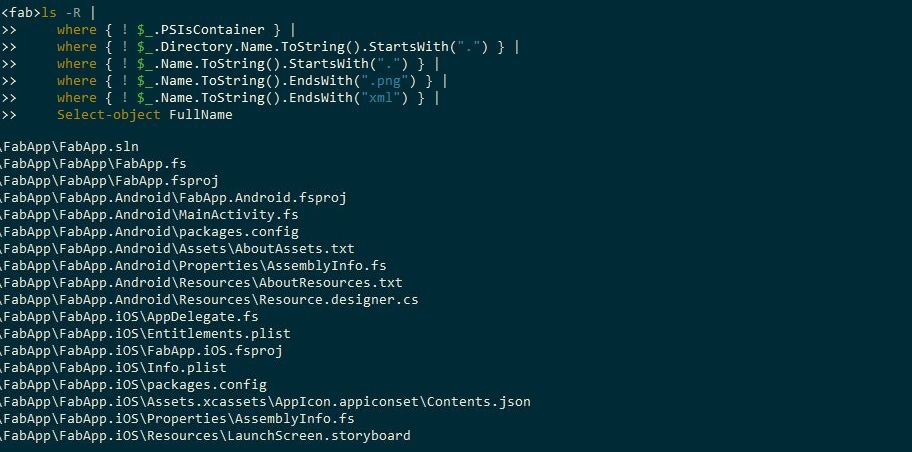 <fab>ls -R |
>>     where { ! $_.PSIsContainer } |
>>     where { ! $_.Directory.Name.ToString().StartsWith(".") } |
>>     where { ! $_.Name.ToString().StartsWith(".") } |
>>     where { ! $_.Name.ToString().EndsWith(".png") } |
>>     where { ! $_.Name.ToString().EndsWith("xml") } |
>>     Select-object FullName
\FabApp\FabApp.sln
\FabApp\FabApp\FabApp.fs
\FabApp\FabApp\FabApp.fsproj
\FabApp\FabApp.Android\FabApp.Android.fsproj
\FabApp\FabApp.Android\MainActivity.fs
\FabApp\FabApp.Android\packages.config
\FabApp\FabApp.Android\Assets\AboutAssets.txt
\FabApp\FabApp.Android\Properties\AssemblyInfo.fs
\FabApp\FabApp.Android\Resources\AboutResources.txt
\FabApp\FabApp.Android\Resources\Resource.designer.cs
\FabApp\FabApp.iOS\AppDelegate.fs
\FabApp\FabApp.iOS\Entitlements.plist
\FabApp\FabApp.iOS\FabApp.iOS.fsproj
\FabApp\FabApp.iOS\Info.plist
\FabApp\FabApp.iOS\packages.config
\FabApp\FabApp.iOS\Assets.xcassets\AppIcon.appiconset\Contents.json
\FabApp\FabApp.iOS\Properties\AssemblyInfo.fs
\FabApp\FabApp.iOS\Resources\LaunchScreen.storyboard